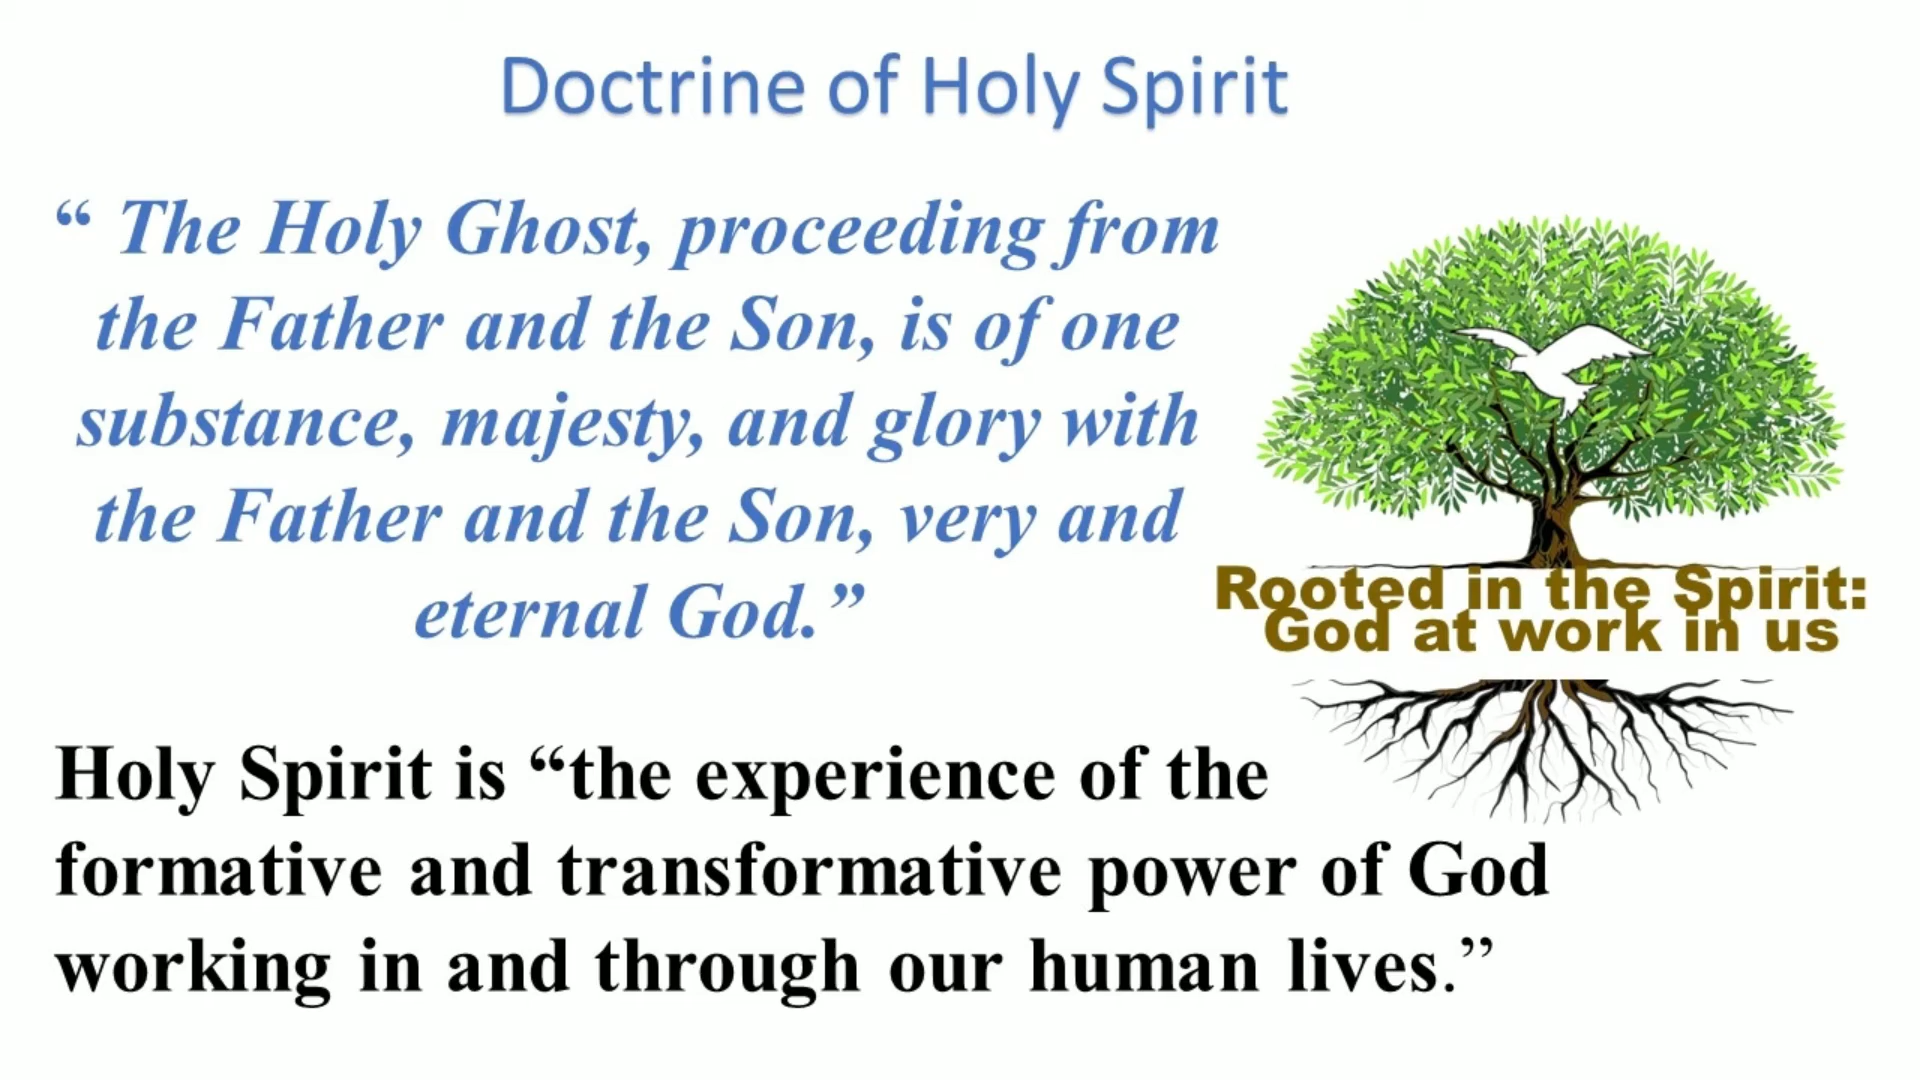 Doctrine of Holy Spirit
“ The Holy Ghost, proceeding from
the Father and the Son, is of one
substance, majesty, and glory with
the Father and the Son, very and
eternal God.”
Rooted in the Spirit:
God at work in us
Holy Spirit is “the experience of the
formative and transformative power of God
working in and through our human lives.”